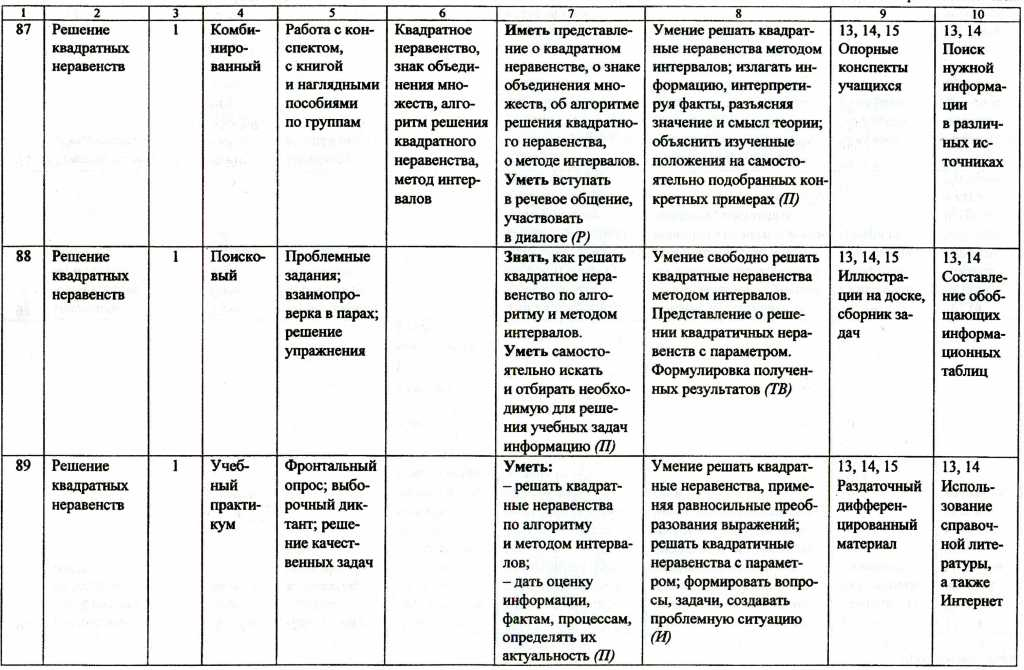 1 2 3 4 5 6 7 8 9 10
87
Решение
квадратных
неравенств
1
Комби-
ниро-
ванный
Работа с кон-
спектом,
с книгой
и наглядными
пособиями
по группам
Квадратное
неравенство,
знак объеди-
нения мно-
жеств, алго-
ритм решения
квадратного
неравенства,
метод интер-
валов
Иметь представле-
ние о квадратном
неравенстве, о знаке
объединения мно-
жеств, об алгоритме
решения квадратно-
го неравенства,
о методе интервалов.
Уметь вступать
в речевое общение,
участвовать
в диалоге (Р)
Умение решать квадрат-
ные неравенства методом
интервалов; излагать ин-
формацию, интерпрети-
руя факты, разъясняя
значение и смысл теории;
объяснить изученные
положения на самосто-
ятельно подобранных кон-
кретных примерах (П)
13, 14, 15
Опорные
конспекты
учащихся
13, 14
Поиск
нужной
информа-
ции
в различ-
ных ис-
точниках
88
Решение
квадратных
неравенств
1
Поиско-
вый
Проблемные
задания;
взаимопро-
верка в парах;
решение
упражнения
Знать, как решать
квадратное нера-
венство по алго-
ритму и методом
интервалов.
Уметь самосто-
ятельно искать
и отбирать необхо-
димую для реше-
ния учебных задач
информацию (П)
Умение свободно решать
квадратные неравенства
методом интервалов.
Представление о реше-
нии квадратичных нера-
венств с параметром.
Формулировка получен-
ных результатов (ТВ)
13, 14, 15
Иллюстра-
ции на доске,
сборник за-
дач
13, 14
Составле-
ние обоб-
щающих
информа-
ционных
таблиц
89
Решение
квадратных
неравенств
1
Учеб-
ный
практи-
кум
Фронтальный
опрос; выбо-
рочный дик-
тант; реше-
ние качест-
венных задач
Уметь:
– решать квадрат-
ные неравенства
по алгоритму
и методом интерва-
лов;
– дать оценку
информации,
фактам, процессам,
определять их
актуальность (П)
Умение решать квадрат-
ные неравенства, приме-
няя равносильные преоб-
разования выражений;
решать квадратичные
неравенства с парамет-
ром; формировать вопро-
сы, задачи, создавать
проблемную ситуацию
(И)
13, 14, 15
Раздаточный
дифферен-
цированный
материал
13, 14
Исполь-
зование
справоч-
ной лите-
ратуры,
а также
Интернет